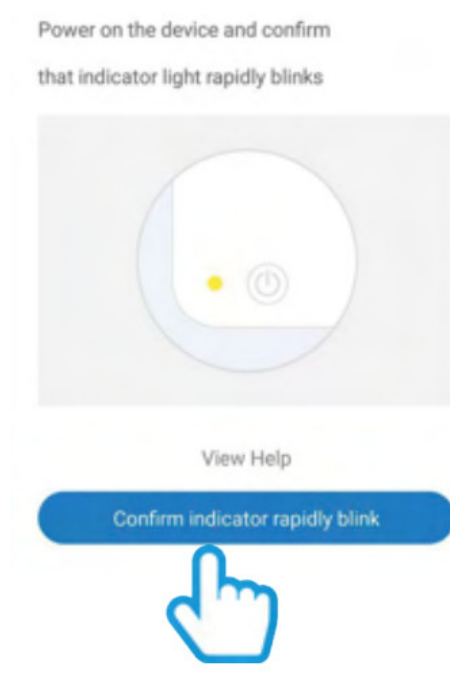 Power on the device and confirm
that indicator light rapidly blinks
View Help
Confirm indicator rapidly blink